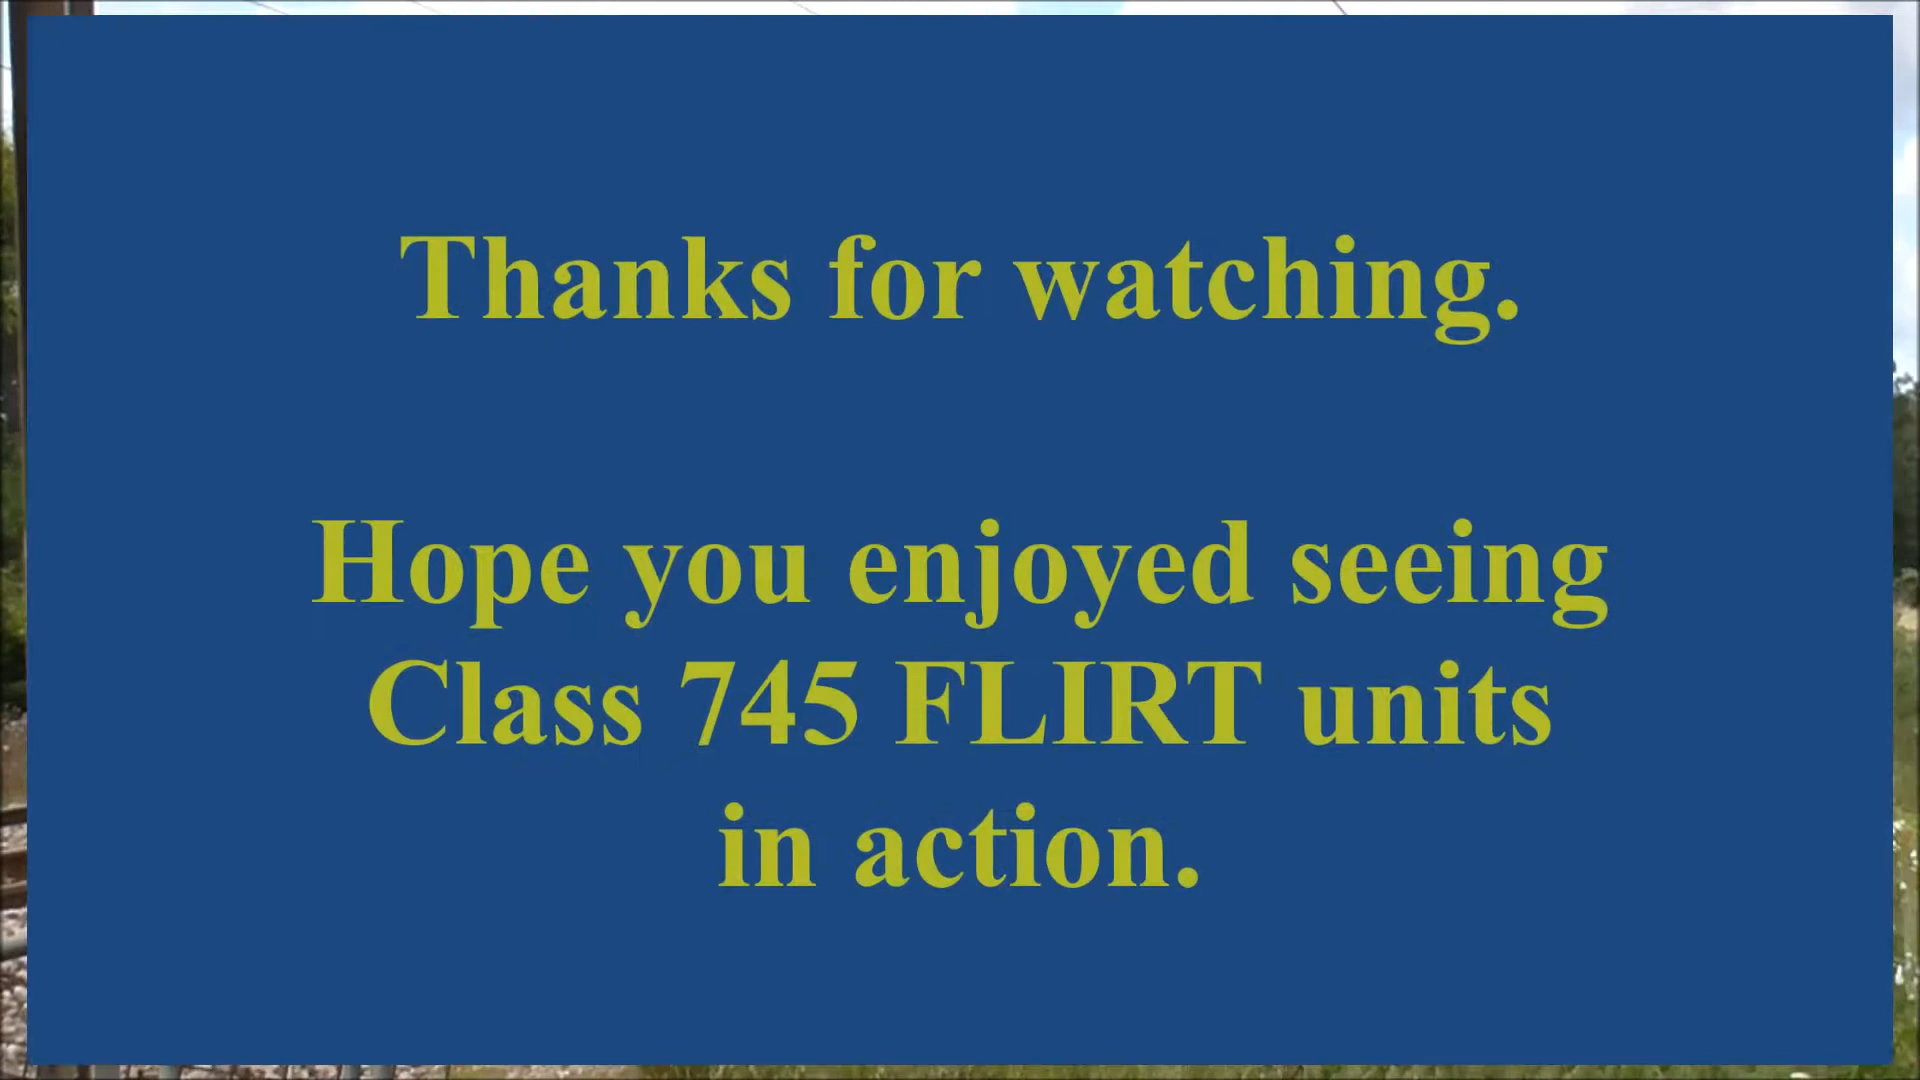 Thanks for watching.
Hope you enjoyed seeing
Class 745 FLIRT units
in action.